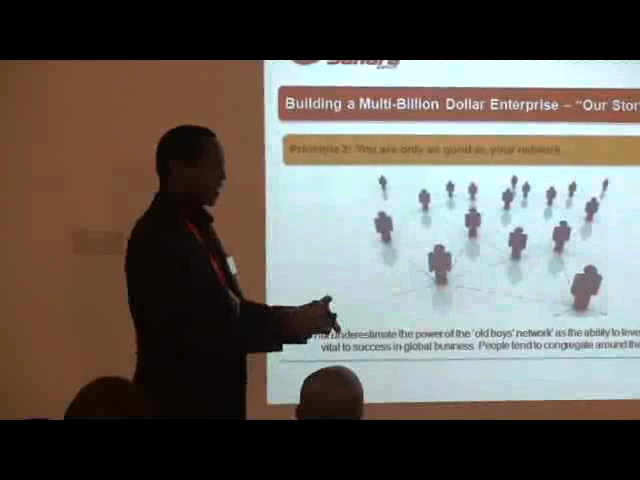 Building a Multi-Billion Dollar Enterprise – “Our Stor
Principle 2: You are only as good as your network
underestimate the power of the 'old boys' network' as the ability to leve
vital to success in global business. People tend to congregate around the